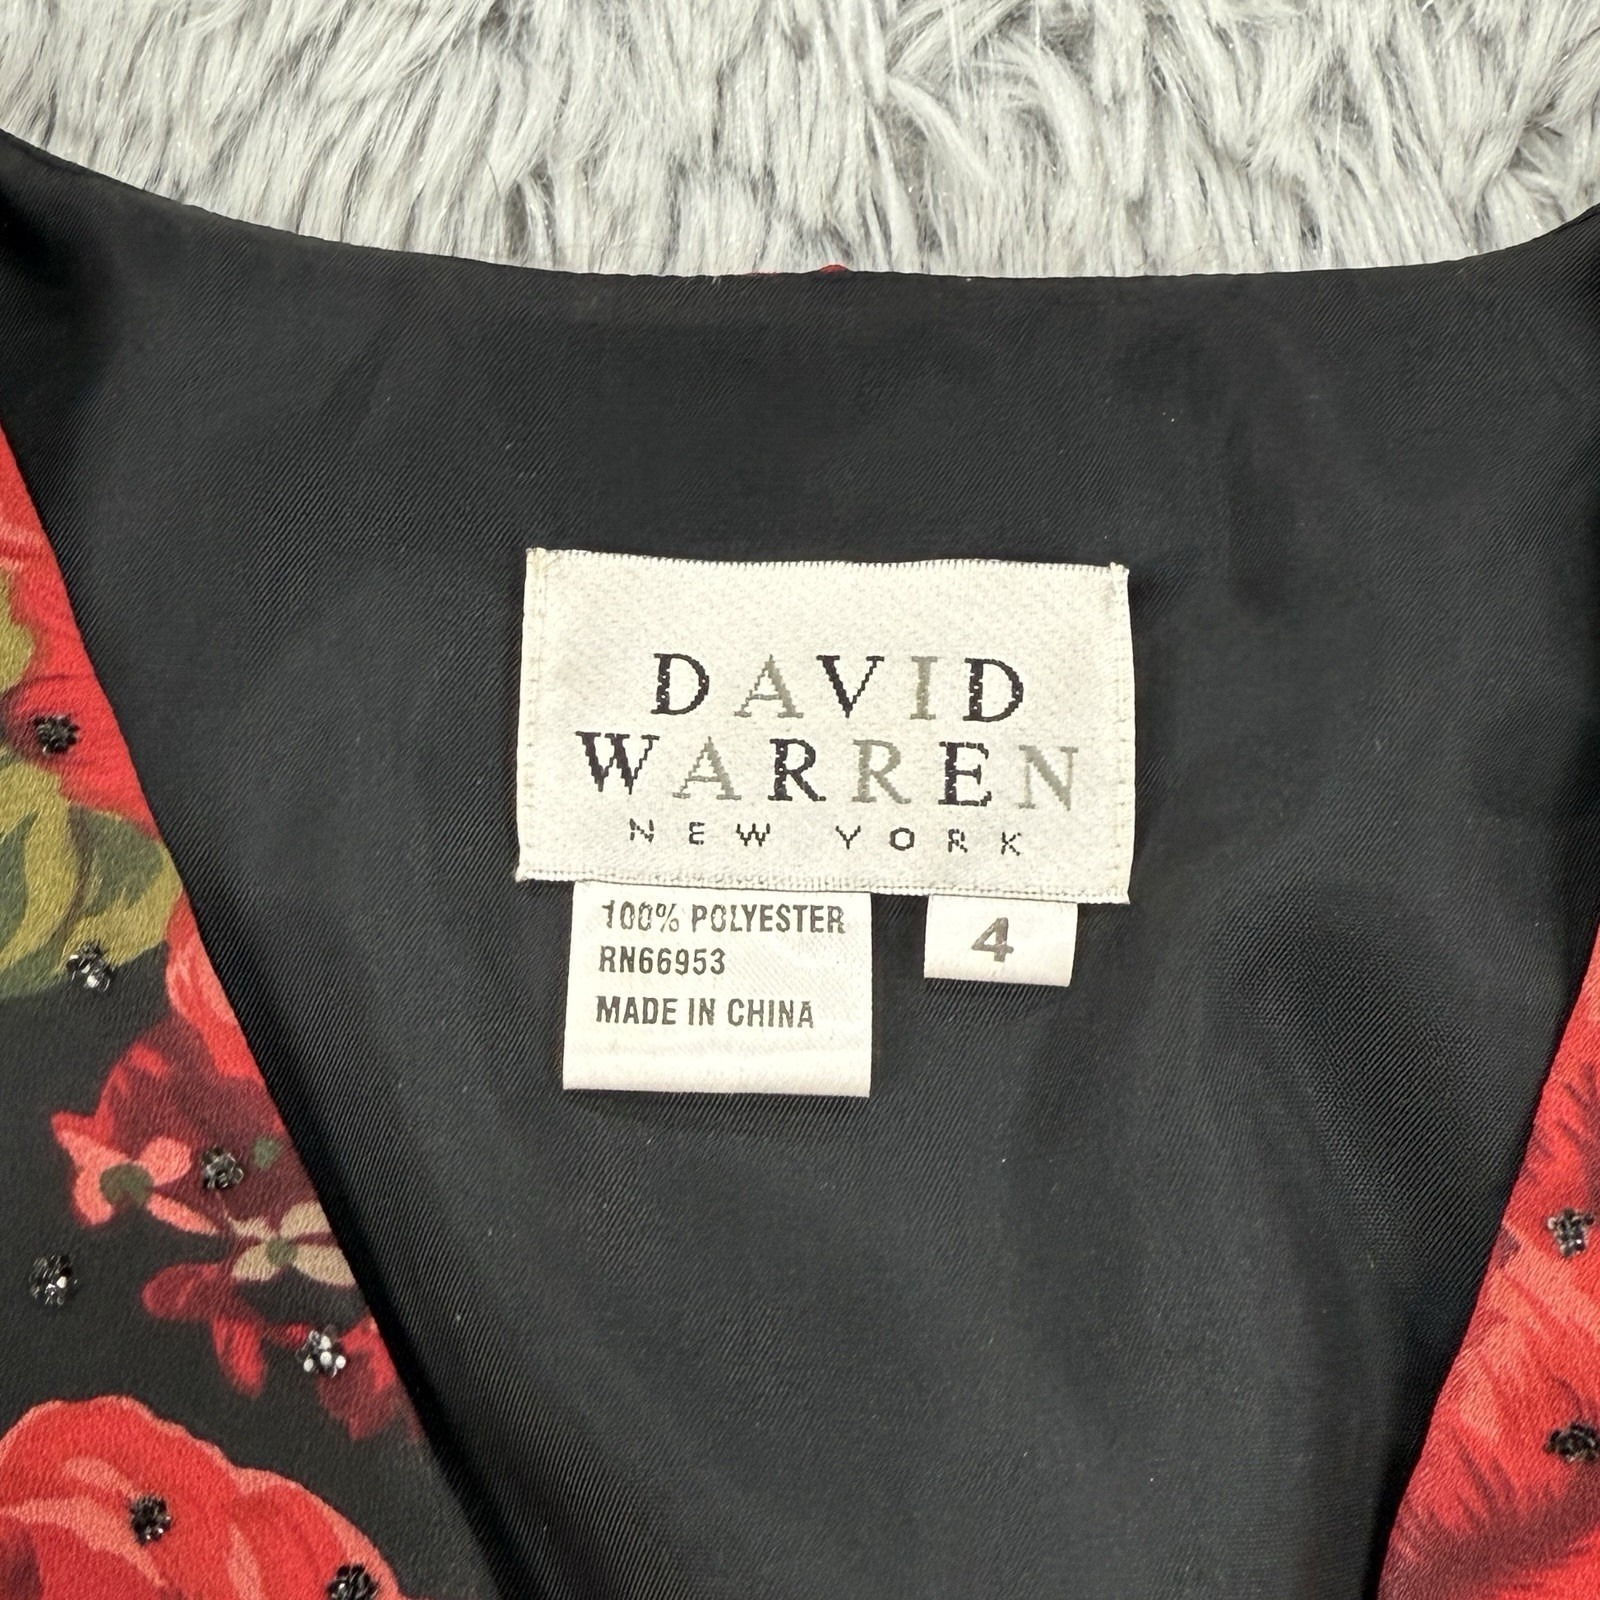 DAVID
WARREN
NEW YORK
100% POLYESTER
RN66953
MADE IN CHINA
4